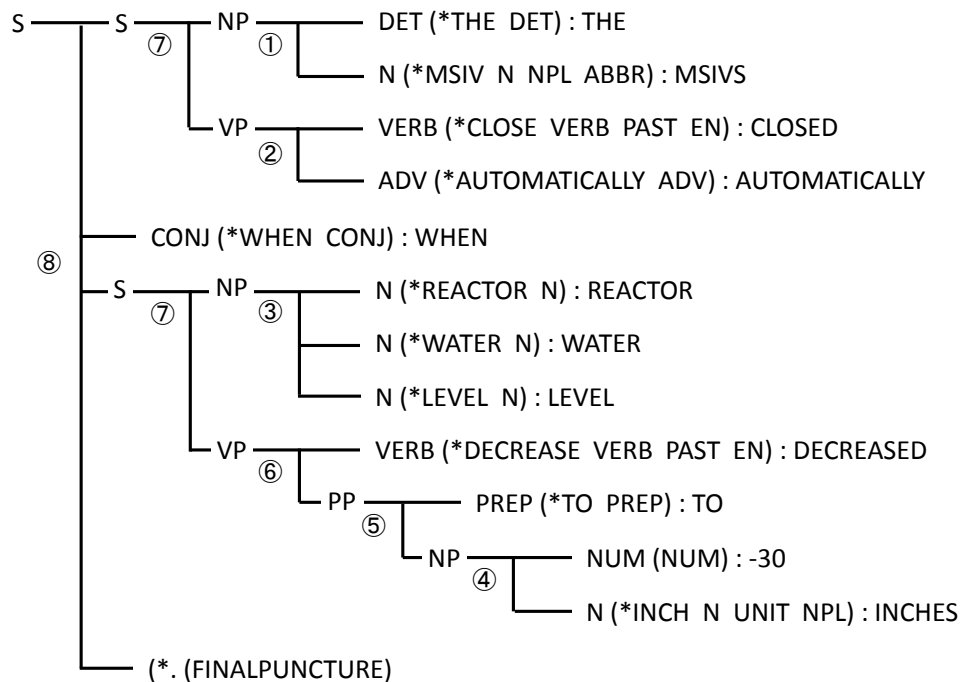 S S ⑦ NP ① DET (*THE DET) : THE
N (*MSIV N NPL ABBR) : MSIVS
VP ② VERB (*CLOSE VERB PAST EN) : CLOSED
ADV (*AUTOMATICALLY ADV) : AUTOMATICALLY
CONJ (*WHEN CONJ) : WHEN
⑧
S ⑦ NP ③ N (*REACTOR N) : REACTOR
N (*WATER N) : WATER
N (*LEVEL N) : LEVEL
VP ⑥ VERB (*DECREASE VERB PAST EN) : DECREASED
PP ⑤ PREP (*TO PREP) : TO
NP ④ NUM (NUM) : -30
N (*INCH N UNIT NPL) : INCHES
(*. (FINALPUNCTURE)